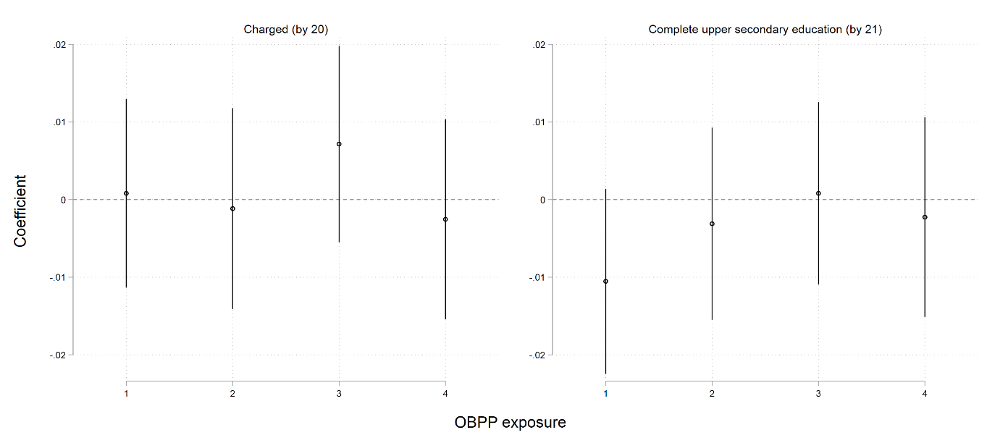 Charged (by 20)
Complete upper secondary education (by 21)
.02
.01
0
-.01
-.02
.02
.01
0
-.01
-.02
Coefficient
1 2 3 4
1 2 3 4
OBPP exposure